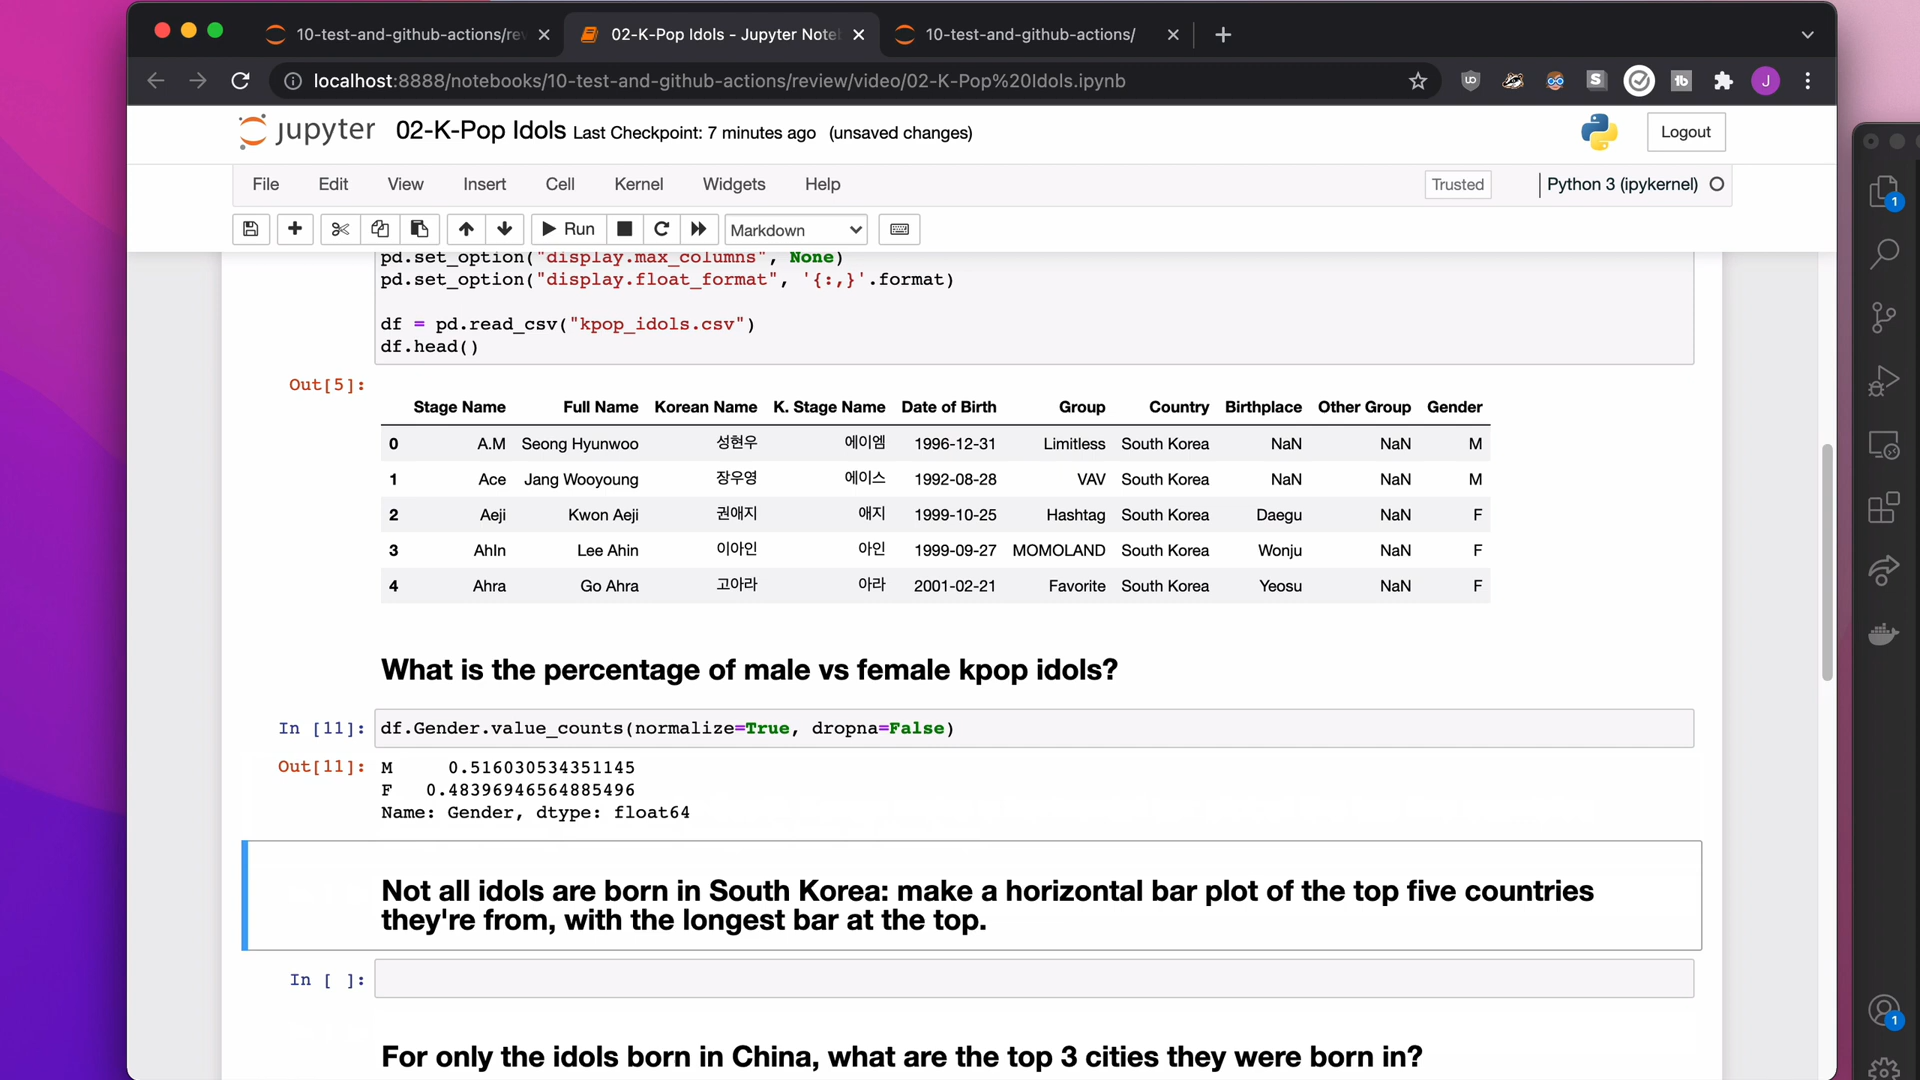 10-test-and-github-actions/rev
02-K-Pop Idols - Jupyter Note
10-test-and-github-actions/
localhost:8888/notebooks/10-test-and-github-actions/review/video/02-K-Pop%20Idols.ipynb
J
jupyter 02-K-Pop Idols Last Checkpoint: 7 minutes ago (unsaved changes)
Logout
File Edit View Insert Cell Kernel Widgets Help Trusted Python 3 (ipykernel)
Run Markdown
pd.set_option("display.max_columns", None)
pd.set_option("display.float_format", '{:,}'.format)
df = pd.read_csv("kpop_idols.csv")
df.head()
Out[5]:
Stage Name Full Name Korean Name K. Stage Name Date of Birth Group Country Birthplace Other Group Gender
0 A.M Seong Hyunwoo 성현우 에이엠 1996-12-31 Limitless South Korea NaN NaN M
1 Ace Jang Wooyoung 장우영 에이스 1992-08-28 VAV South Korea NaN NaN M
2 Aeji Kwon Aeji 권애지 애지 1999-10-25 Hashtag South Korea Daegu NaN F
3 AhIn Lee Ahin 이아인 아인 1999-09-27 MOMOLAND South Korea Wonju NaN F
4 Ahra Go Ahra 고아라 아라 2001-02-21 Favorite South Korea Yeosu NaN F
What is the percentage of male vs female kpop idols?
In [11]: df.Gender.value_counts(normalize=True, dropna=False)
Out[11]: M 0.516030534351145
F 0.48396946564885496
Name: Gender, dtype: float64
Not all idols are born in South Korea: make a horizontal bar plot of the top five countries
they're from, with the longest bar at the top.
In [ ]:
For only the idols born in China, what are the top 3 cities they were born in?
1
1